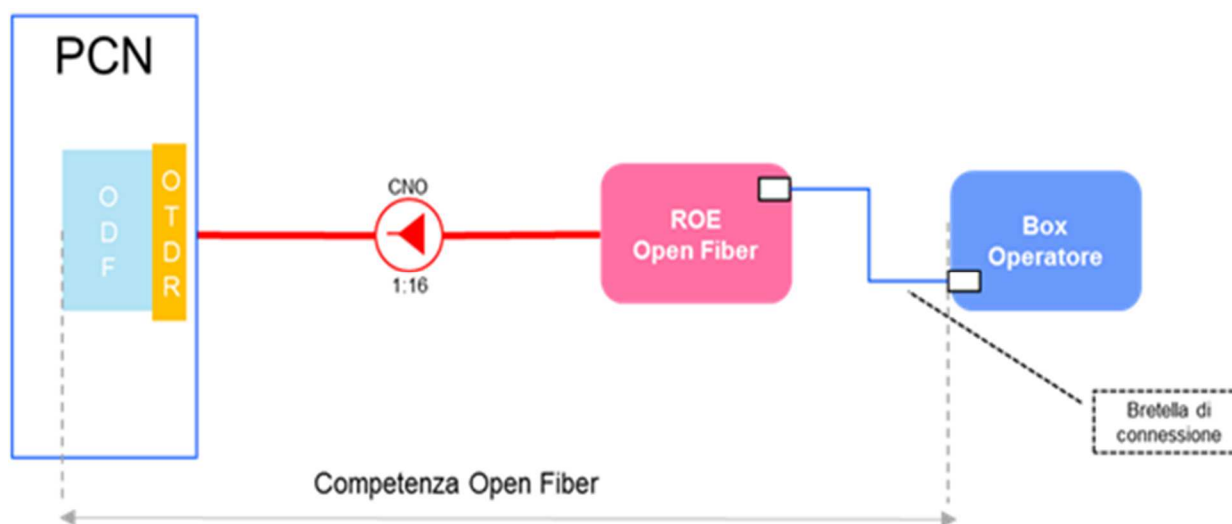 PCN
ODF
OTDR
CNO
1:16
ROE
Open Fiber
Box
Operatore
Bretella di
connessione
Competenza Open Fiber